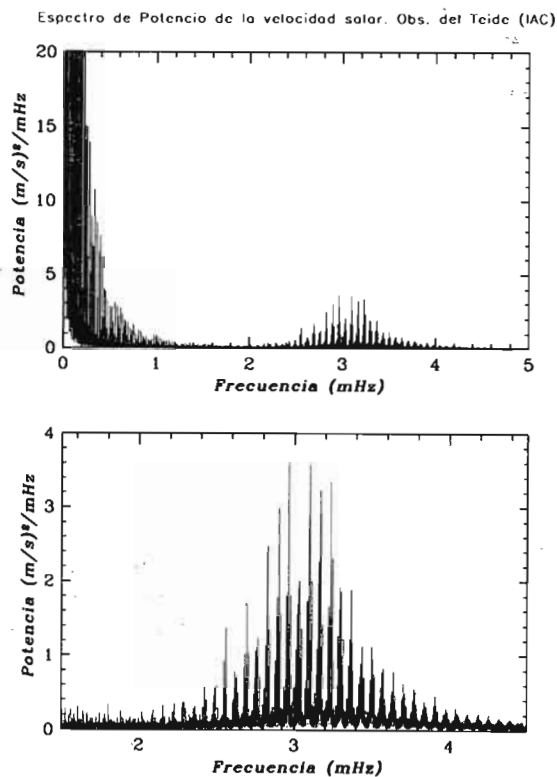 Espectro de Potencio de la velocidad solar. Obs. del Teide (IAC)
20
15
10
5
0
Potencia (m/s)²/mHz
0 1 2 3 4 5
Frecuencia (mHz)
4
3
2
1
0
Potencia (m/s)²/mHz
2 3 4
Frecuencia (mHz)